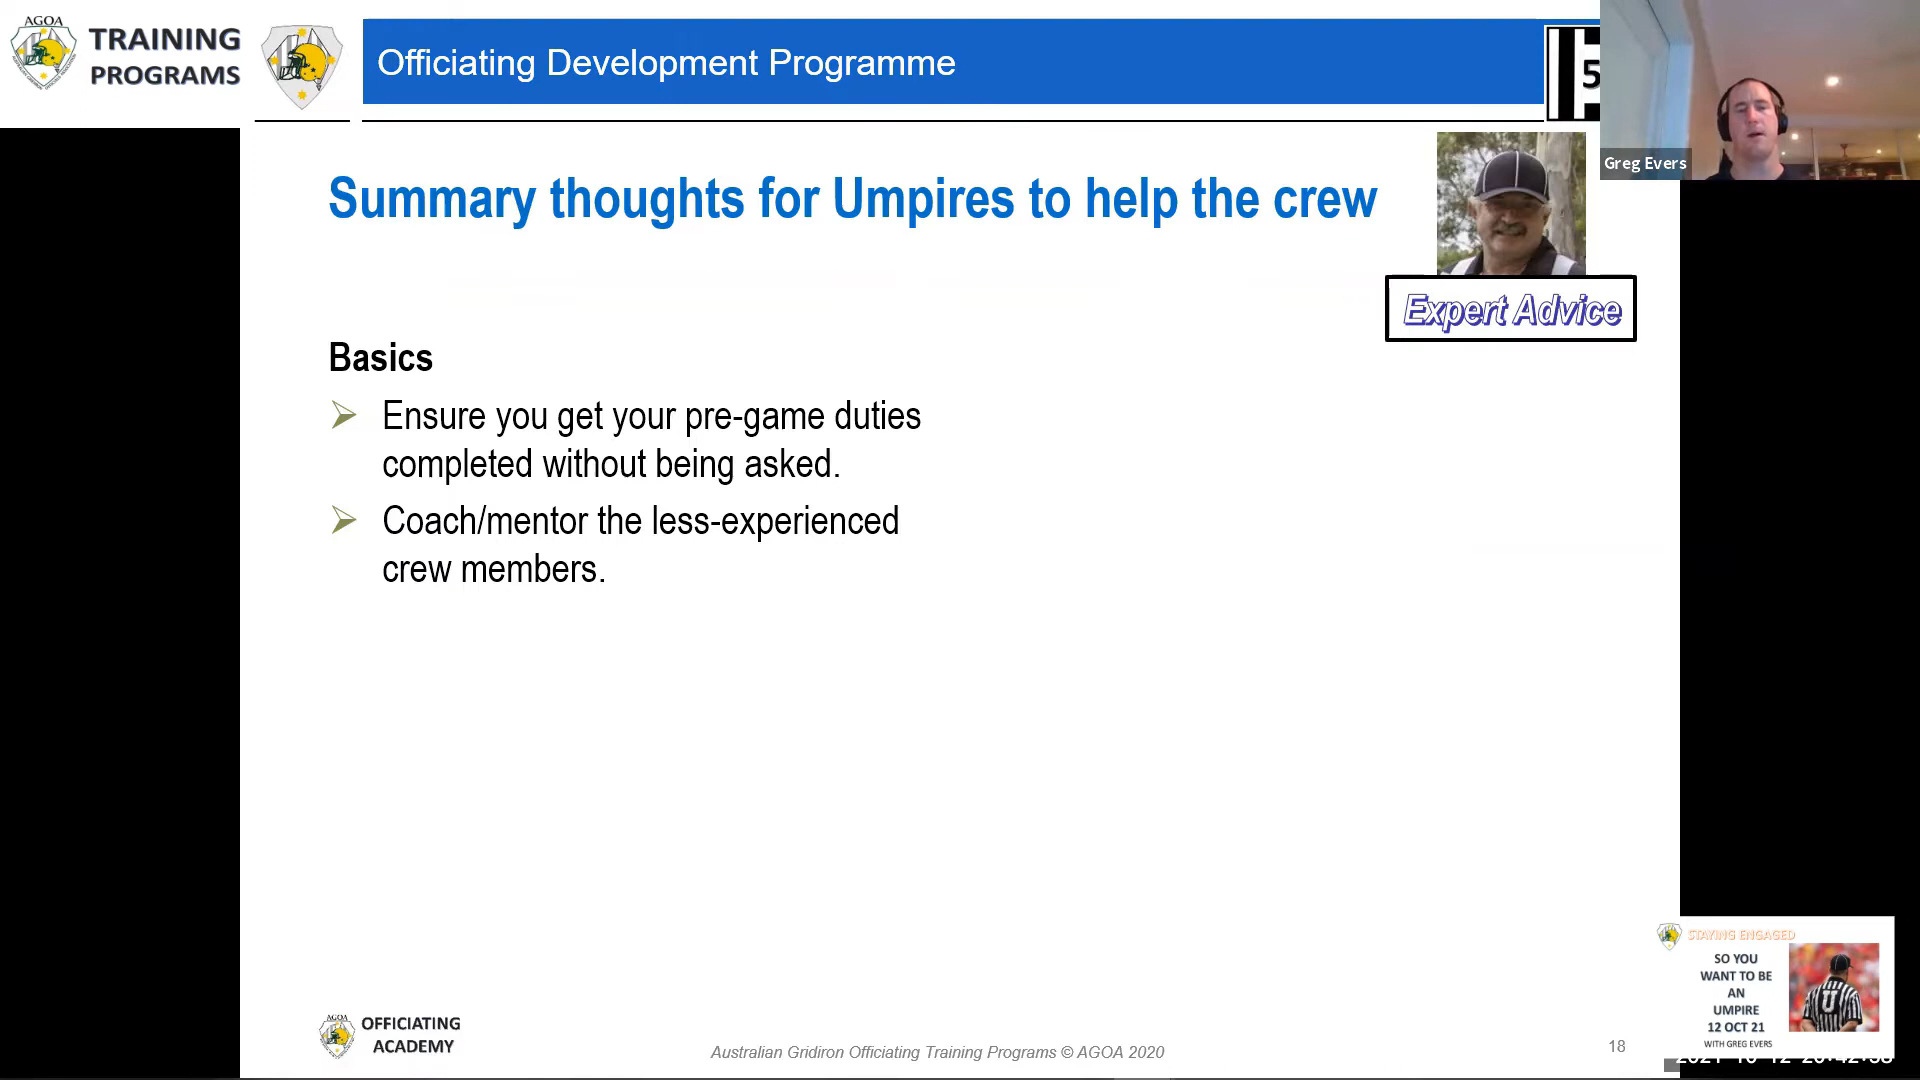 AGOA
TRAINING
PROGRAMS
Officiating Development Programme
5
Greg Evers
Summary thoughts for Umpires to help the crew
Expert Advice
Basics
Ensure you get your pre-game duties
completed without being asked.
Coach/mentor the less-experienced
crew members.
STAYING ENGAGED
SO YOU
WANT TO BE
AN
UMPIRE
12 OCT 21
WITH GREG EVERS
U
AGOA
OFFICIATING
ACADEMY
Australian Gridiron Officiating Training Programs © AGOA 2020
18